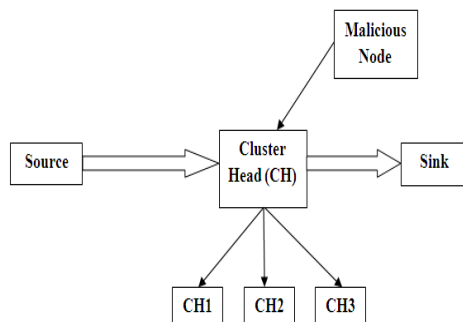 Malicious
Node
Source
Cluster
Head (CH)
Sink
CH1
CH2
CH3